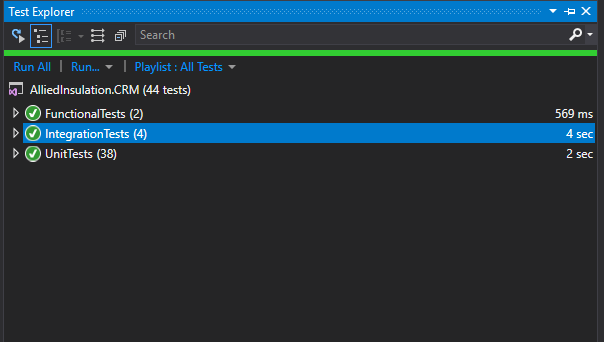 Test Explorer
Search
Run All | Run... | Playlist : All Tests
AlliedInsulation.CRM (44 tests)
FunctionalTests (2) 569 ms
IntegrationTests (4) 4 sec
UnitTests (38) 2 sec